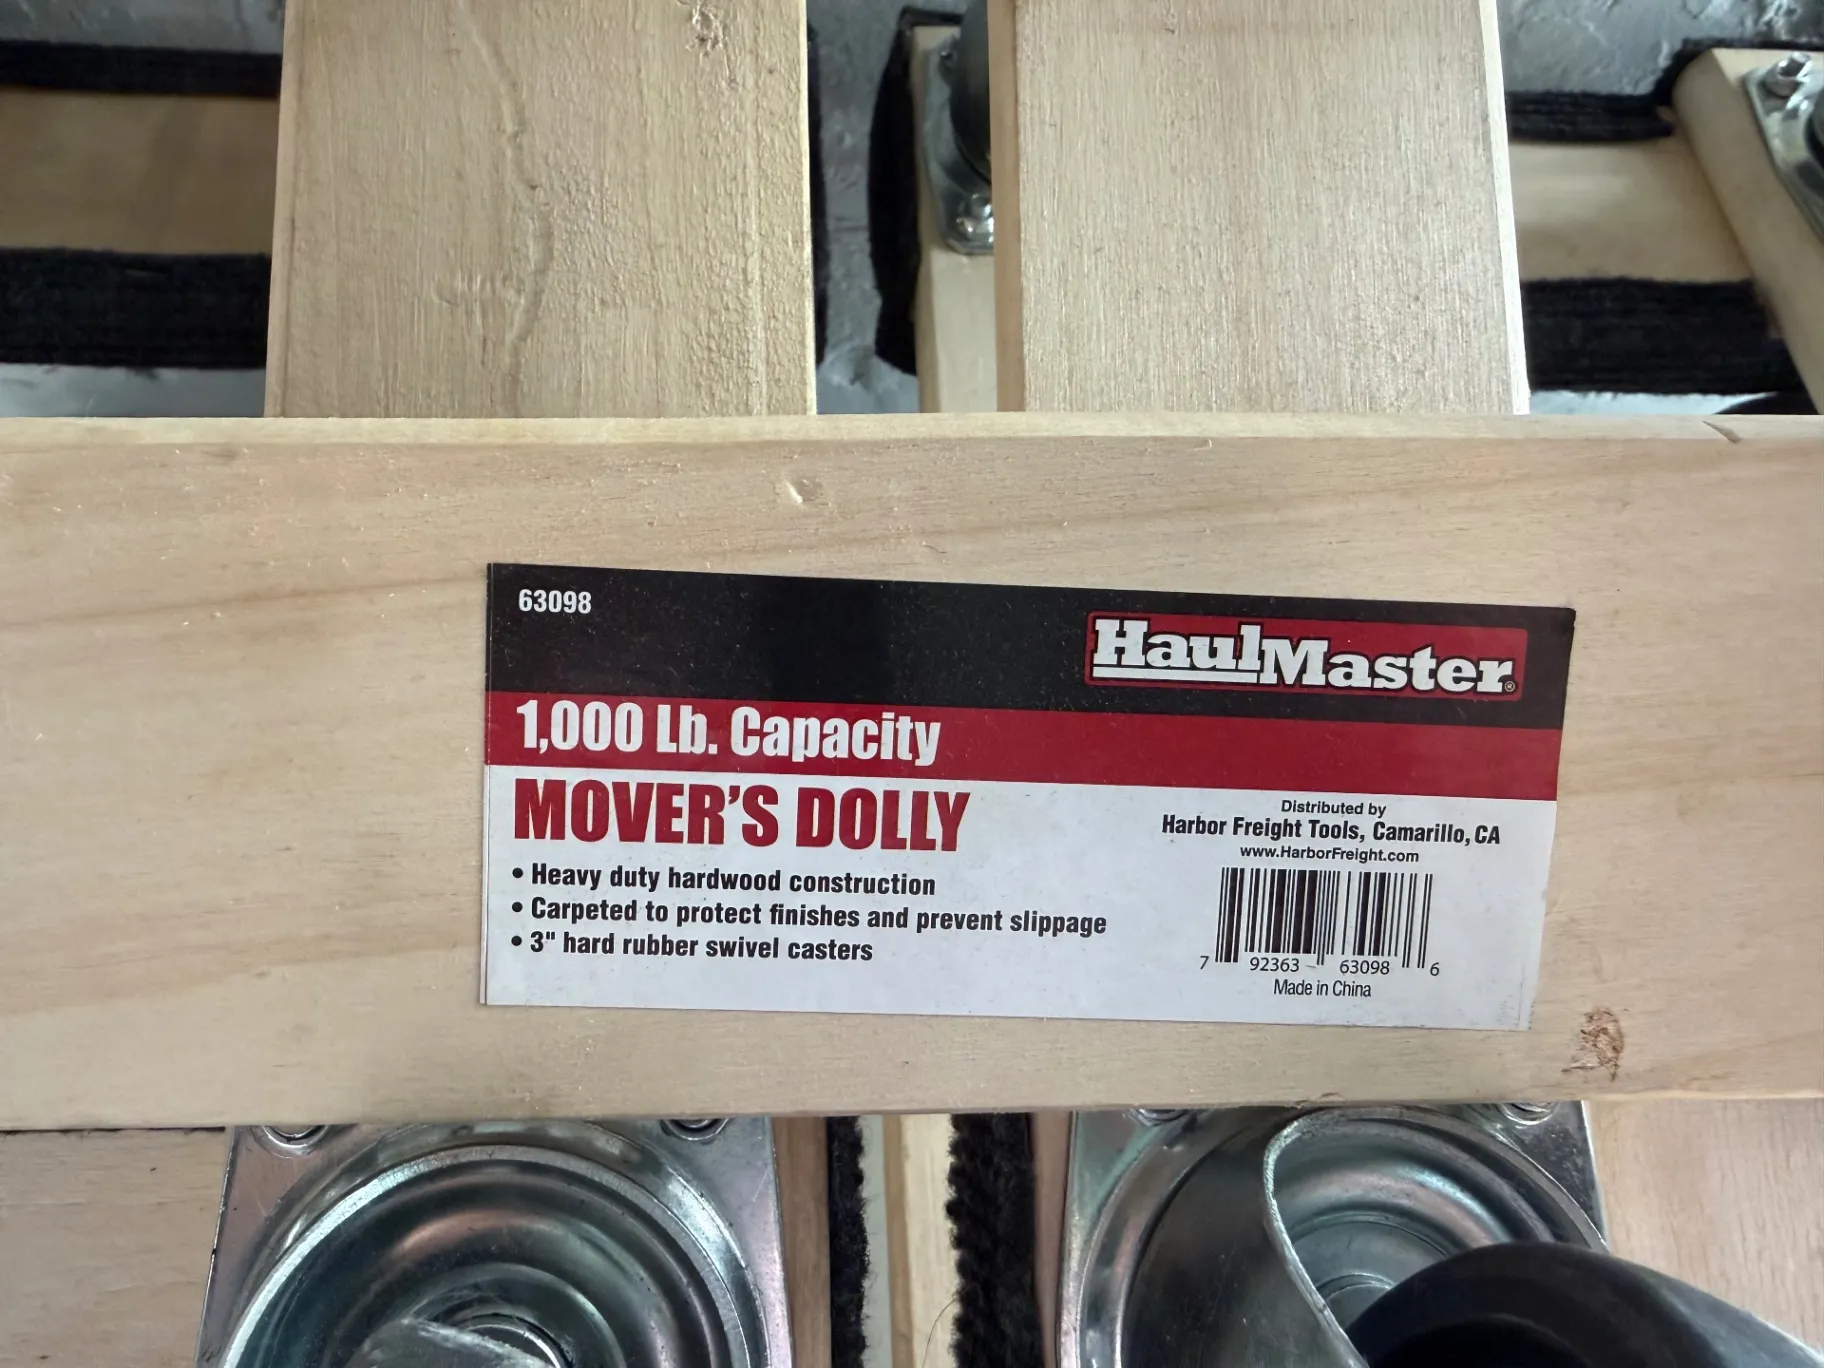 63098
HaulMaster®
1,000 Lb. Capacity
MOVER'S DOLLY
• Heavy duty hardwood construction
• Carpeted to protect finishes and prevent slippage
• 3" hard rubber swivel casters
Distributed by
Harbor Freight Tools, Camarillo, CA
www.HarborFreight.com
7 92363 63098 6
Made in China